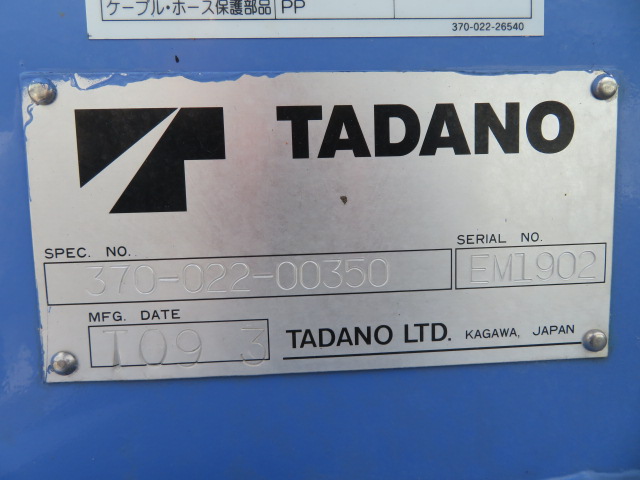 ケーブル・ホース保護部品 PP
370-022-26540
TADANO
SPEC. NO.
370-022-00350
SERIAL NO.
EM1902
MFG. DATE
T09 3
TADANO LTD. KAGAWA, JAPAN